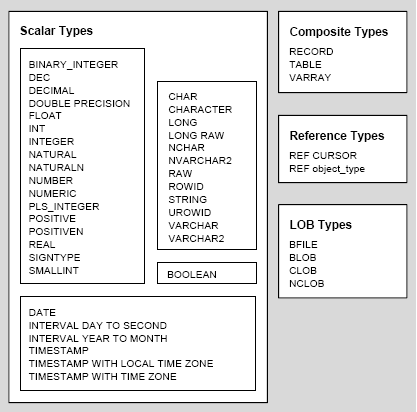 Scalar Types
BINARY_INTEGER
DEC
DECIMAL
DOUBLE PRECISION
FLOAT
INT
INTEGER
NATURAL
NATURALN
NUMBER
NUMERIC
PLS_INTEGER
POSITIVE
POSITIVEN
REAL
SIGNTYPE
SMALLINT
CHAR
CHARACTER
LONG
LONG RAW
NCHAR
NVARCHAR2
RAW
ROWID
STRING
UROWID
VARCHAR
VARCHAR2
BOOLEAN
DATE
INTERVAL DAY TO SECOND
INTERVAL YEAR TO MONTH
TIMESTAMP
TIMESTAMP WITH LOCAL TIME ZONE
TIMESTAMP WITH TIME ZONE
Composite Types
RECORD
TABLE
VARRAY
Reference Types
REF CURSOR
REF object_type
LOB Types
BFILE
BLOB
CLOB
NCLOB